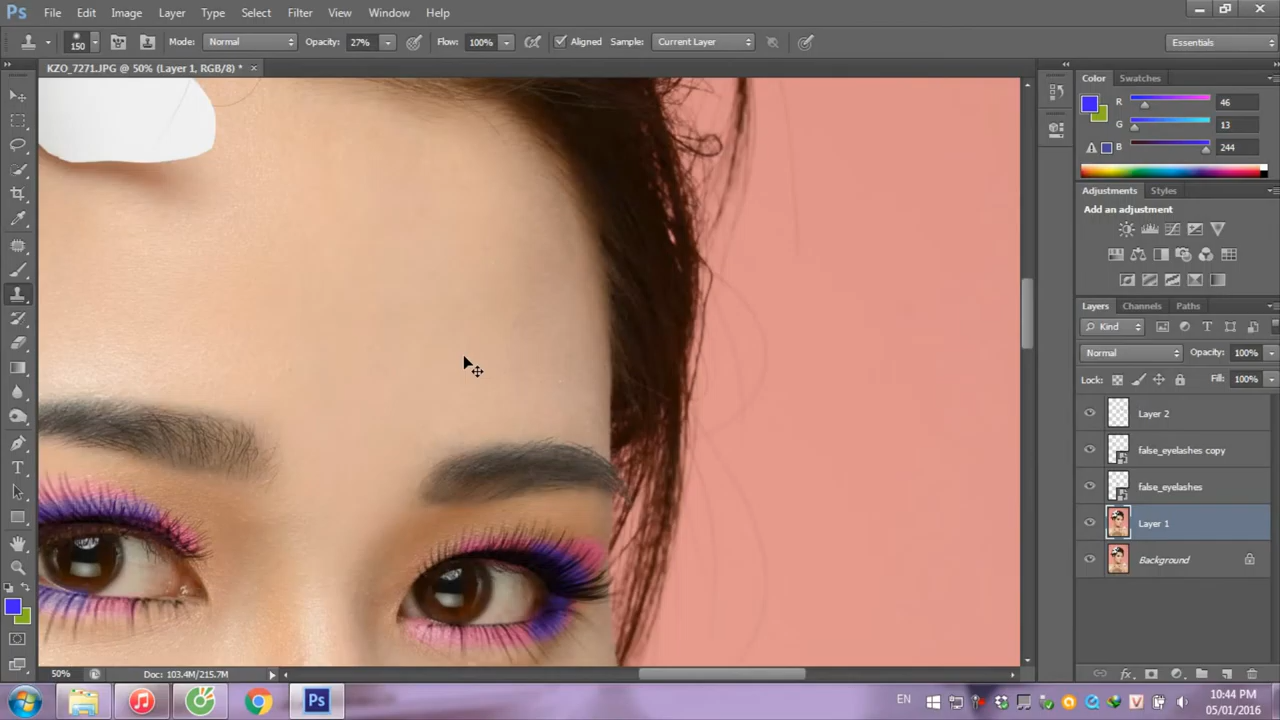 Ps File Edit Image Layer Type Select Filter View Window Help
150 Mode: Normal Opacity: 27% Flow: 100% Aligned Sample: Current Layer Essentials
KZO_7271.JPG @ 50% (Layer 1, RGB/8) *
Color Swatches
R 46
G 13
B 244
Adjustments Styles
Add an adjustment
Layers Channels Paths
Kind
Normal Opacity: 100%
Lock: Fill: 100%
Layer 2
false_eyelashes copy
false_eyelashes
Layer 1
Background
50% Doc: 103.4M/215.7M
fx
Ps EN V 10:44 PM
05/01/2016